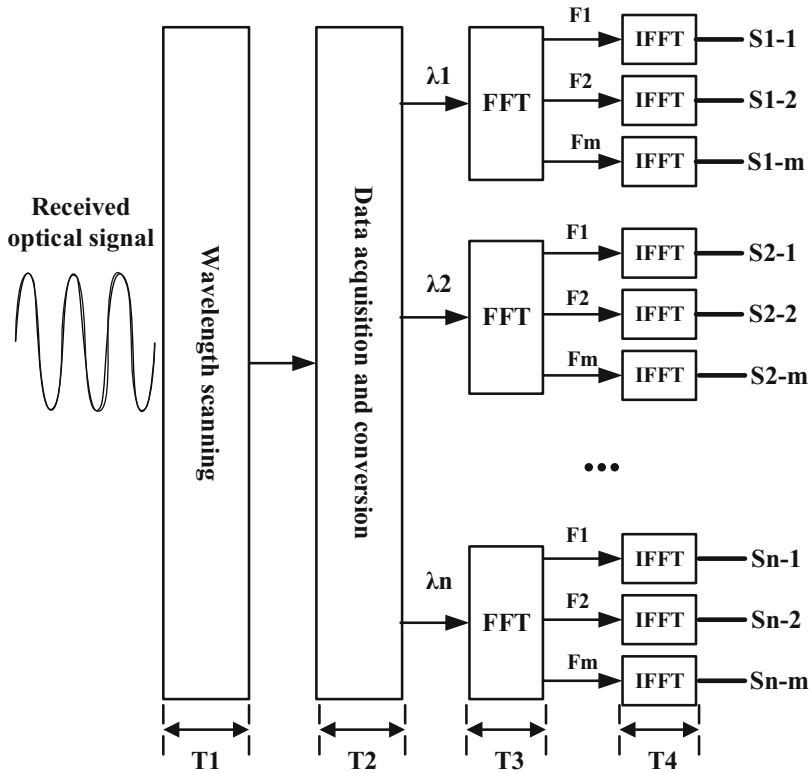 Received
optical signal
Wavelength scanning
Data acquisition and conversion
λ1
FFT
F1
IFFT
S1-1
F2
IFFT
S1-2
Fm
IFFT
S1-m
λ2
FFT
F1
IFFT
S2-1
F2
IFFT
S2-2
Fm
IFFT
S2-m
•••
λn
FFT
F1
IFFT
Sn-1
F2
IFFT
Sn-2
Fm
IFFT
Sn-m
T1
T2
T3
T4